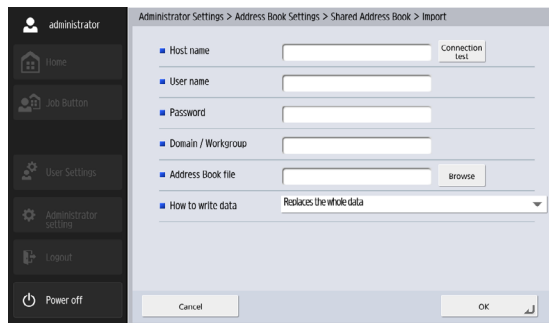 administrator
Administrator Settings > Address Book Settings > Shared Address Book > Import
Home
Job Button
User Settings
Administrator
setting
Logout
Power off
Host name
Connection
test
User name
Password
Domain / Workgroup
Address Book file
Browse
How to write data
Replaces the whole data
Cancel
OK